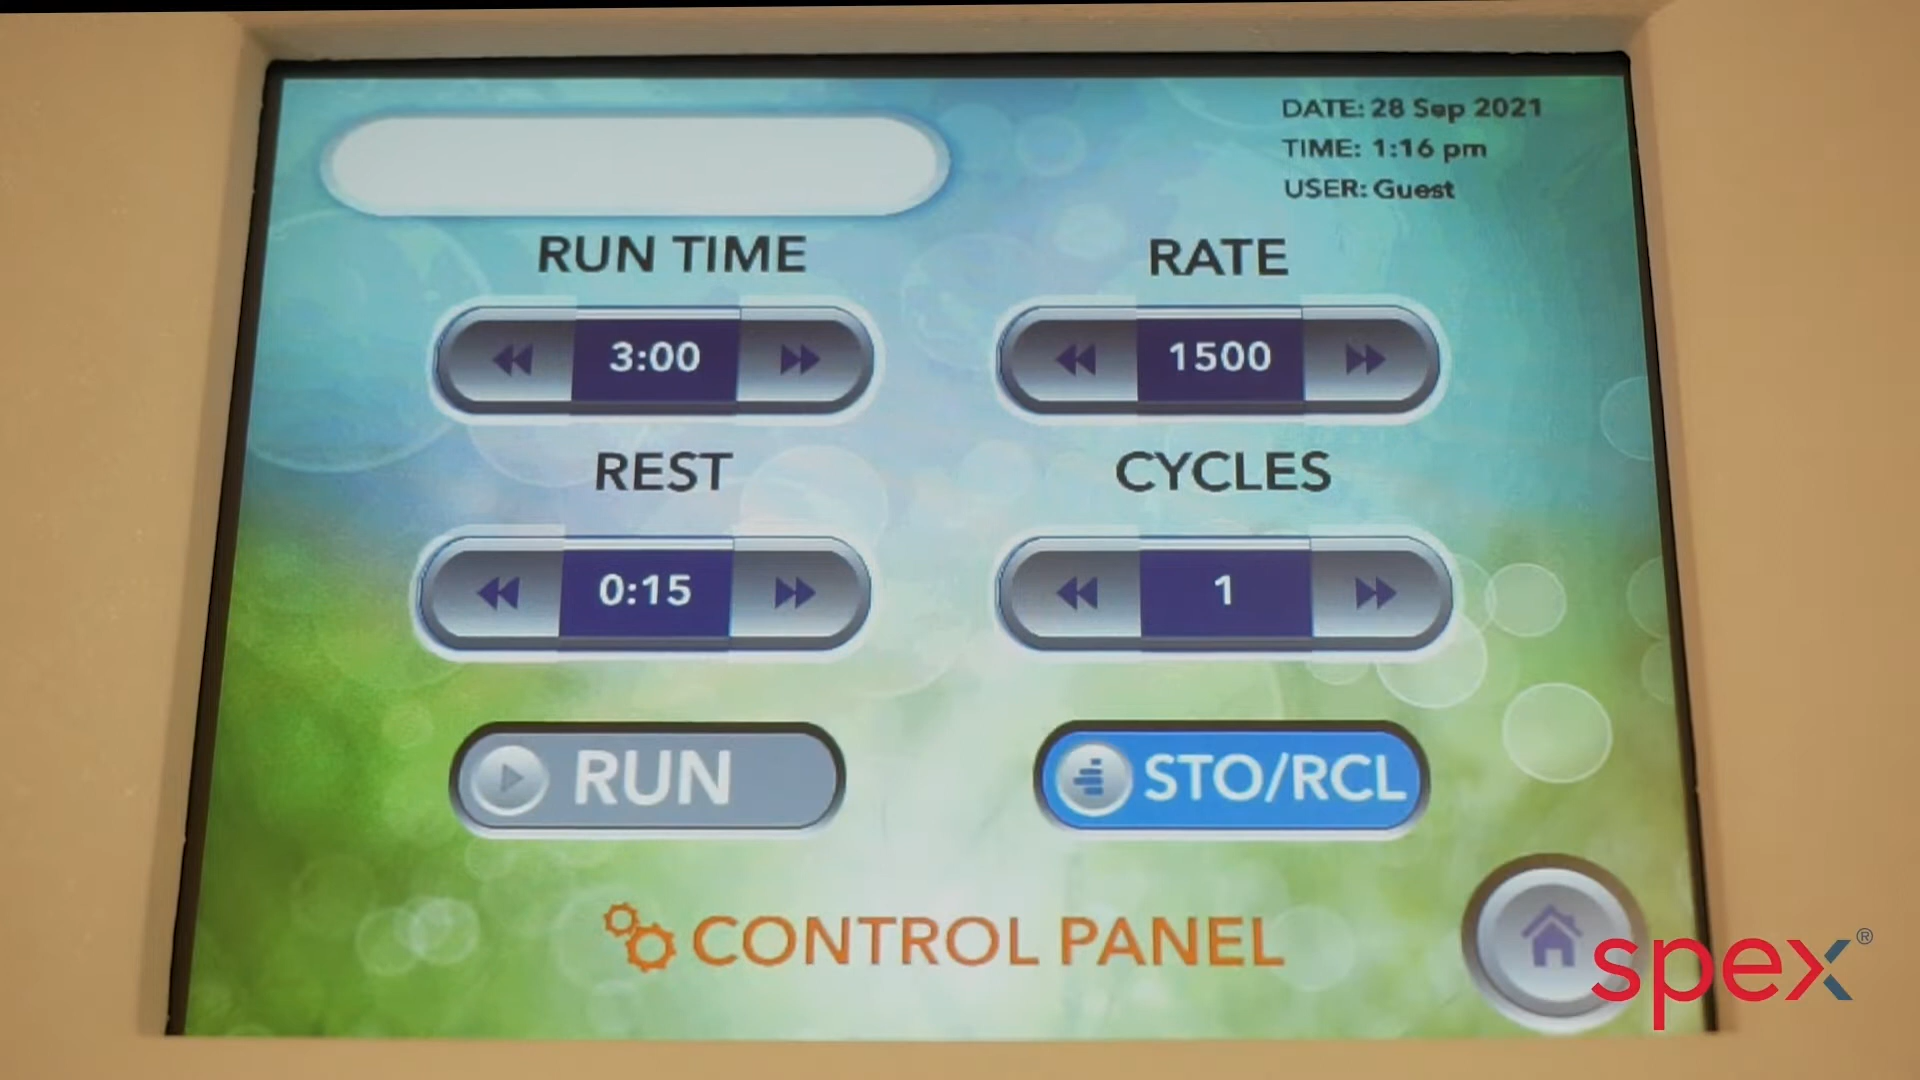 DATE: 28 Sep 2021
TIME: 1:16 pm
USER: Guest
RUN TIME
RATE
3:00
1500
REST
CYCLES
0:15
1
RUN
STO/RCL
CONTROL PANEL
spex®